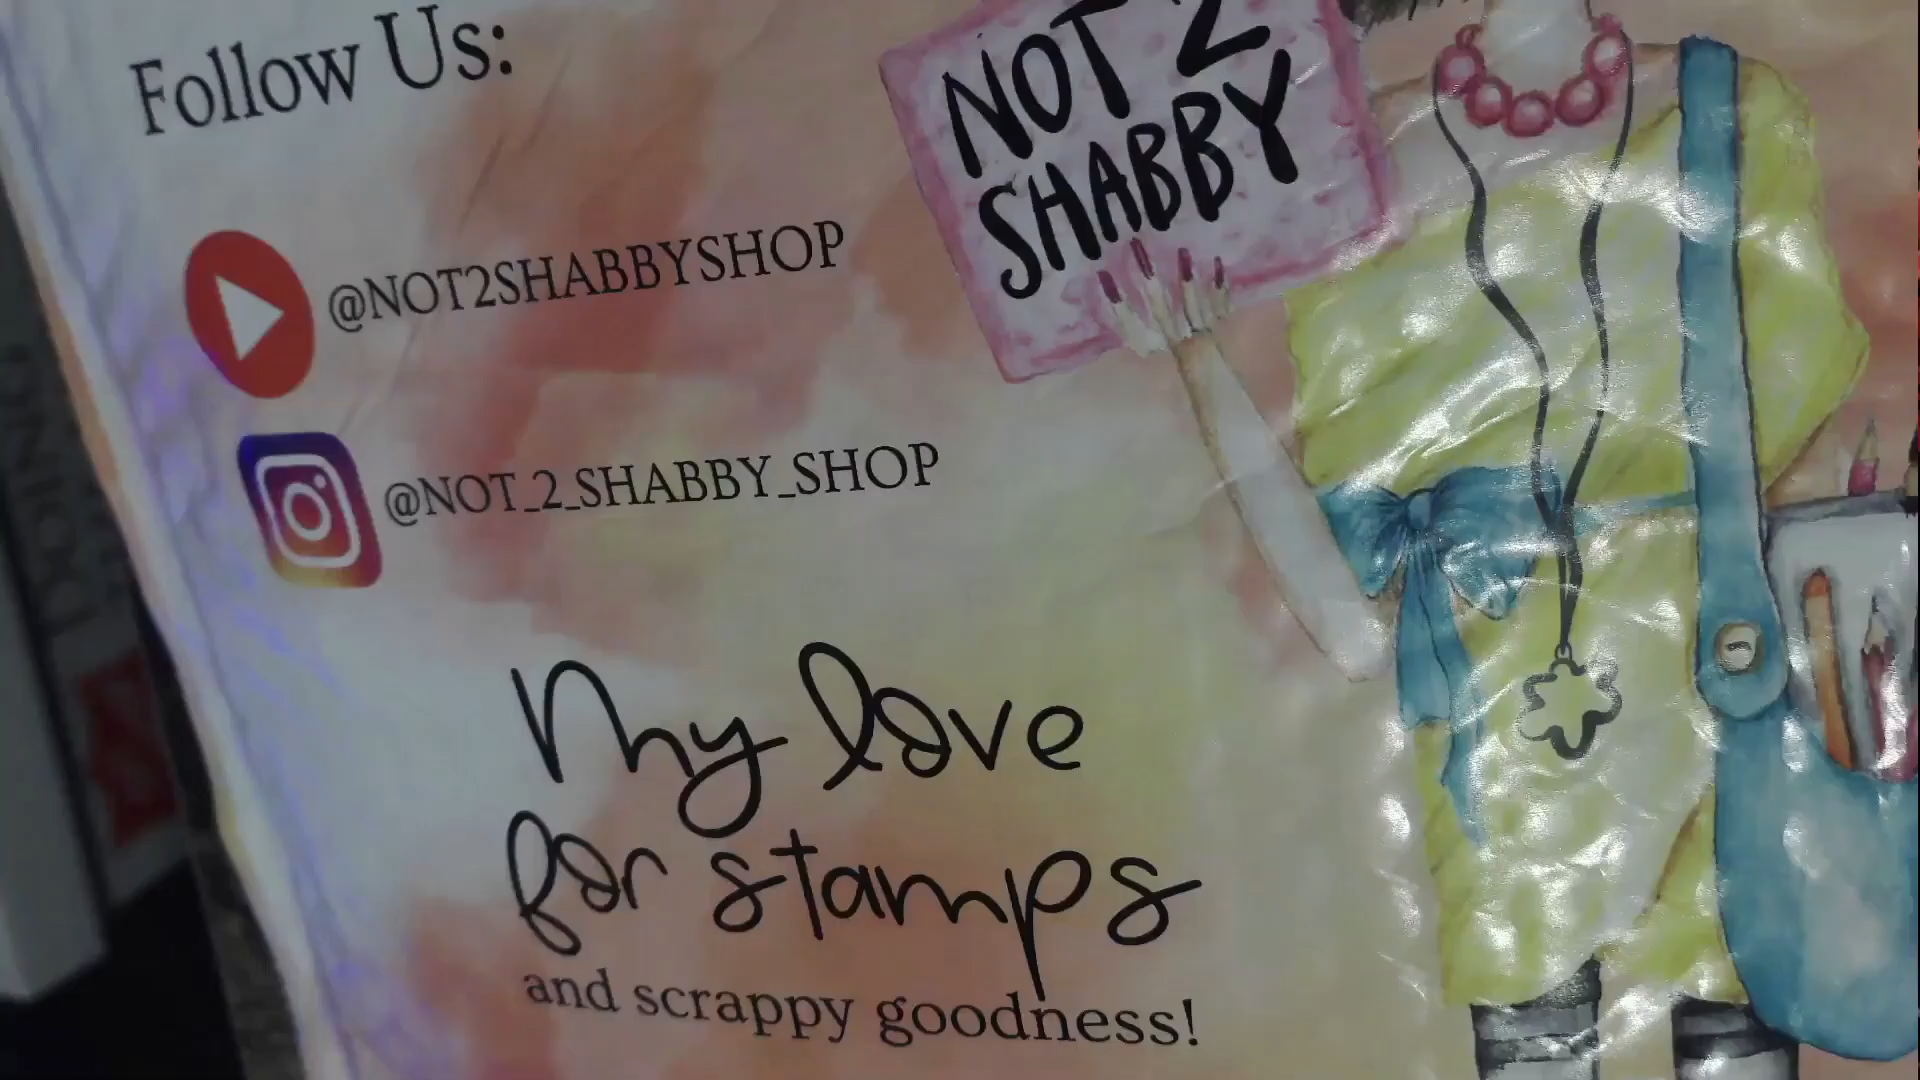 Follow Us:
@NOT2SHABBYSHOP
@NOT_2_SHABBY_SHOP
NOT 2
SHABBY
My love
for stamps
and scrappy goodness!